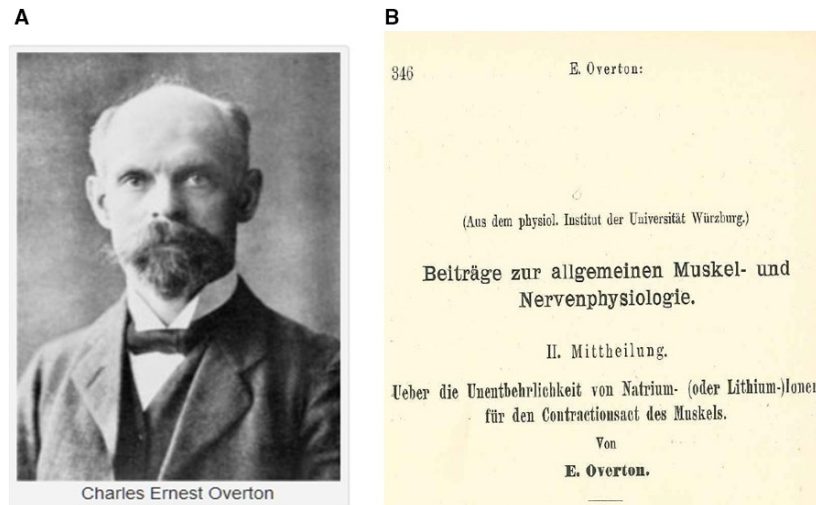 A
B
Charles Ernest Overton
346
E. Overton:
(Aus dem physiol. Institut der Universität Würzburg.)
Beiträge zur allgemeinen Muskel- und
Nervenphysiologie.
II. Mittheilung.
Ueber die Unentbehrlichkeit von Natrium- (oder Lithium-)Ionen
für den Contractionsact des Muskels.
Von
E. Overton.